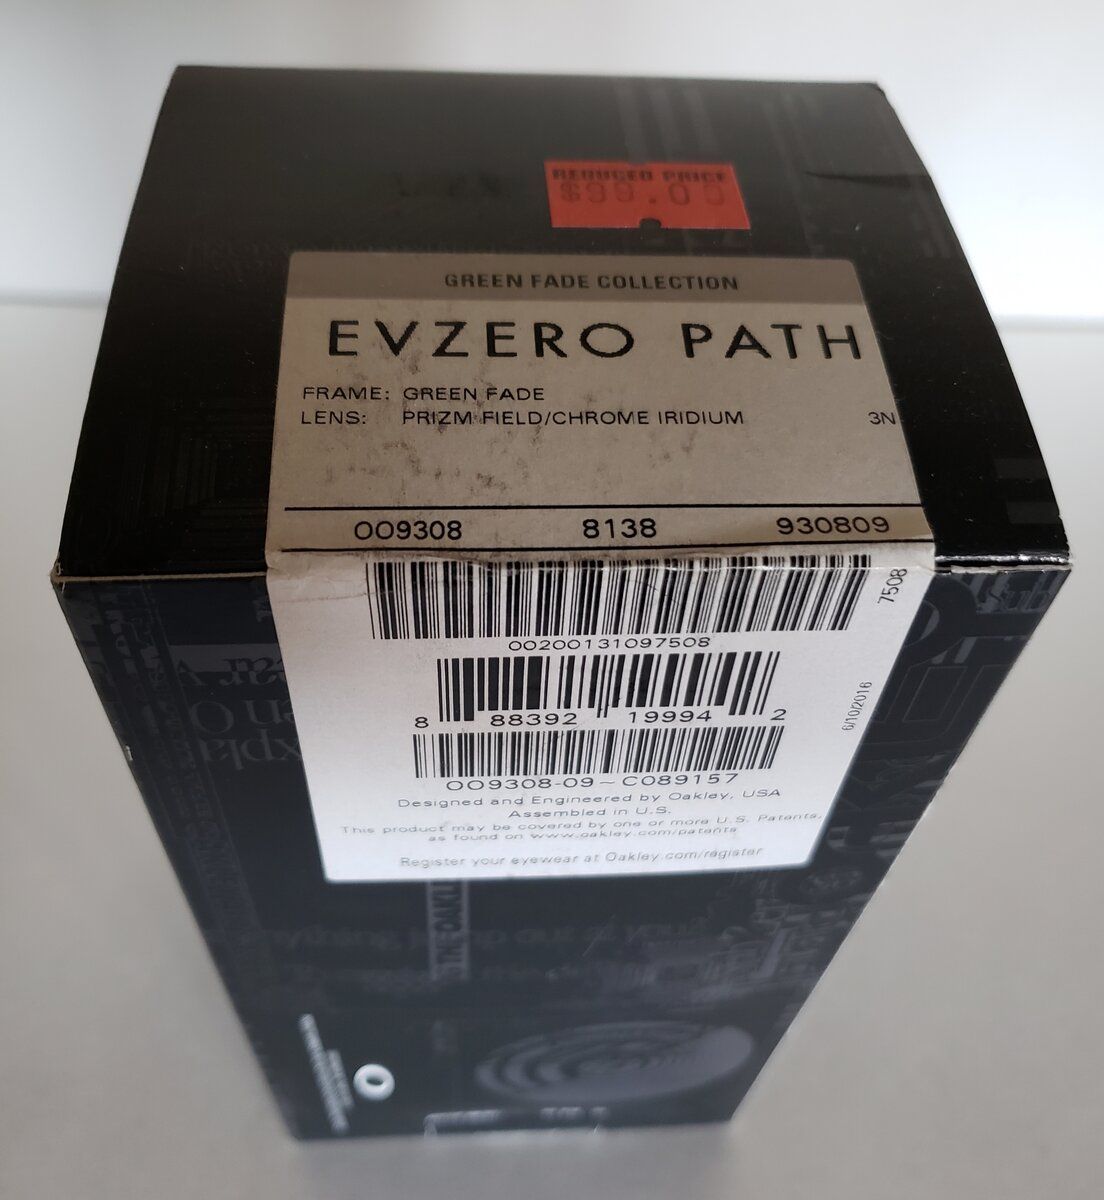 REDUCED PRICE
GREEN FADE COLLECTION
EVZERO PATH
FRAME: GREEN FADE
LENS: PRIZM FIELD/CHROME IRIDIUM 3N
OO9308 8138 930809
7508
00200131097508
8 88392 19994 2
6/10/2016
OO9308-09~C089157
Designed and Engineered by Oakley, USA
Assembled in U.S.
This product may be covered by one or more U.S. Patents,
as found on www.oakley.com/patents
Register your eyewear at Oakley.com/register